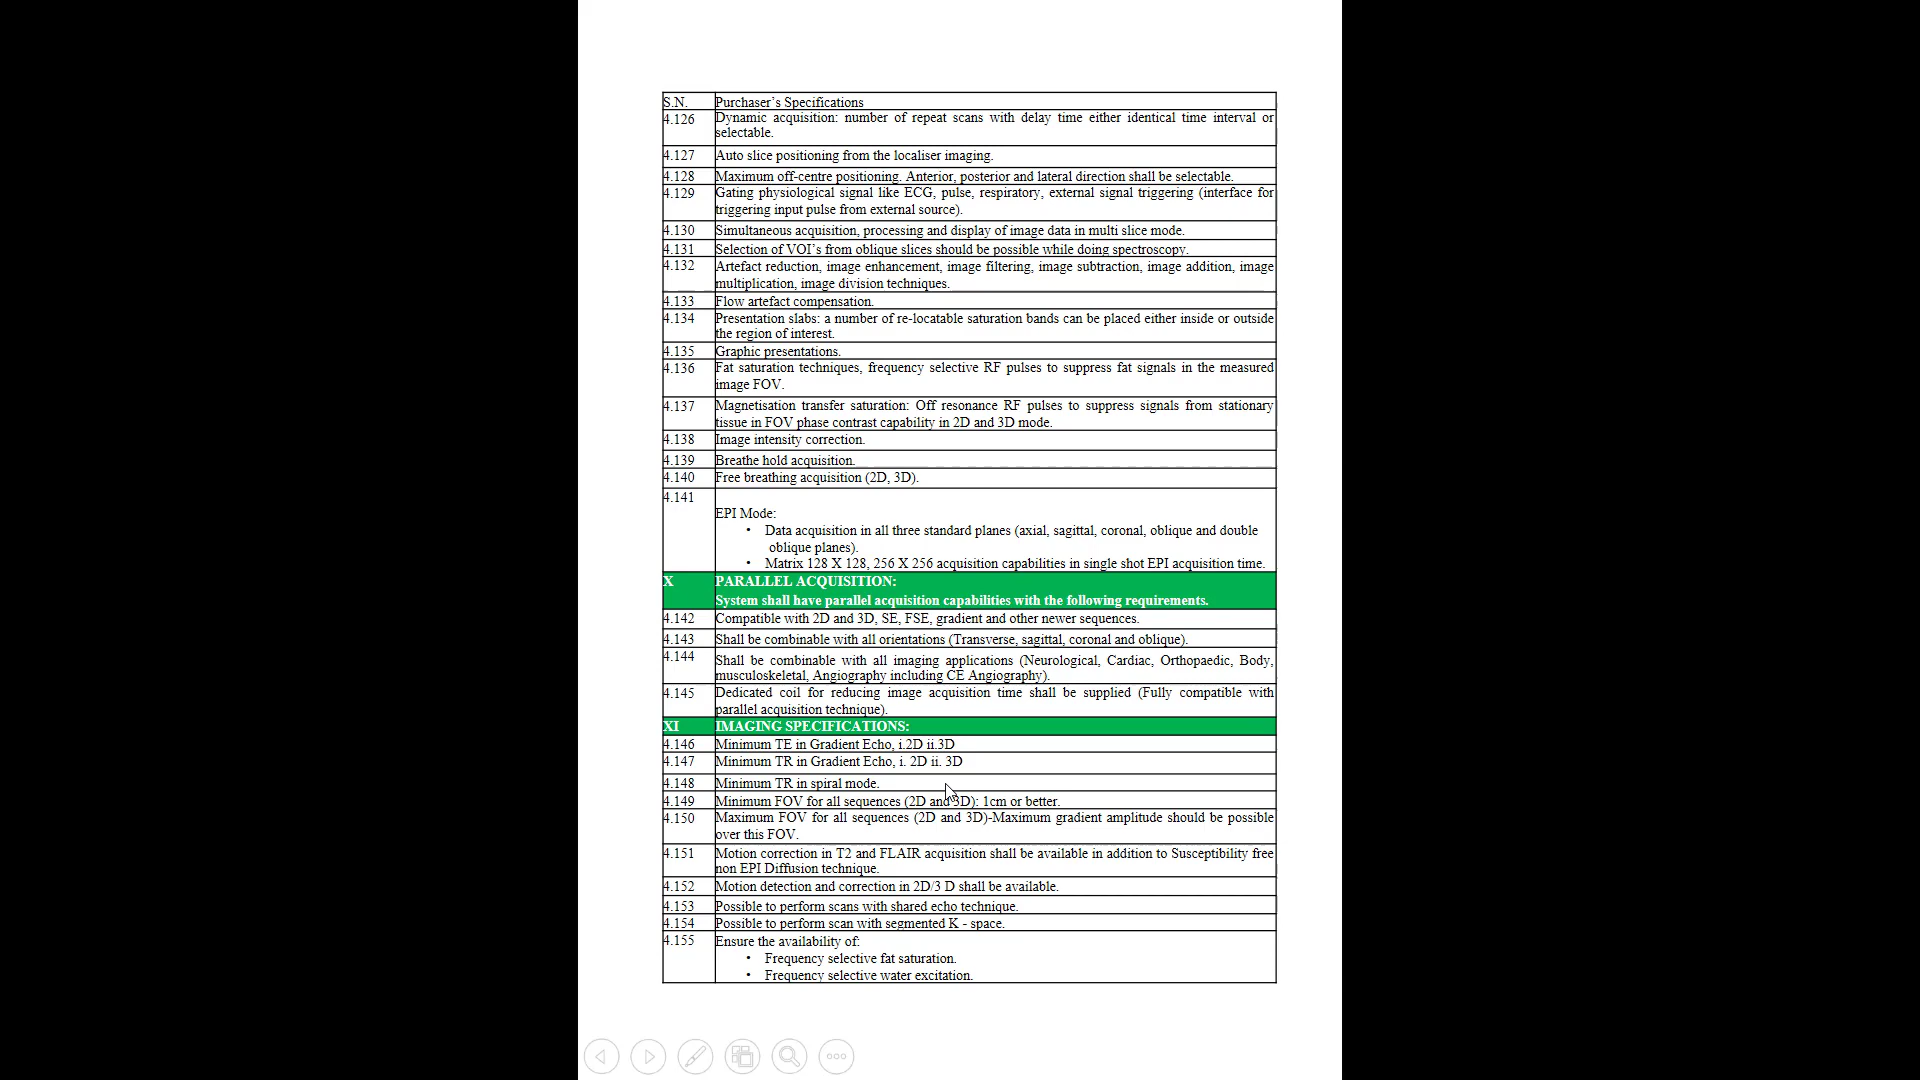 S.N. Purchaser's Specifications
4.126 Dynamic acquisition: number of repeat scans with delay time either identical time interval or
selectable.
4.127 Auto slice positioning from the localiser imaging.
4.128 Maximum off-centre positioning. Anterior, posterior and lateral direction shall be selectable.
4.129 Gating physiological signal like ECG, pulse, respiratory, external signal triggering (interface for
triggering input pulse from external source).
4.130 Simultaneous acquisition, processing and display of image data in multi slice mode.
4.131 Selection of VOI's from oblique slices should be possible while doing spectroscopy.
4.132 Artefact reduction, image enhancement, image filtering, image subtraction, image addition, image
multiplication, image division techniques.
4.133 Flow artefact compensation.
4.134 Presentation slabs: a number of re-locatable saturation bands can be placed either inside or outside
the region of interest.
4.135 Graphic presentations.
4.136 Fat saturation techniques, frequency selective RF pulses to suppress fat signals in the measured
image FOV.
4.137 Magnetisation transfer saturation: Off resonance RF pulses to suppress signals from stationary
tissue in FOV phase contrast capability in 2D and 3D mode.
4.138 Image intensity correction.
4.139 Breathe hold acquisition.
4.140 Free breathing acquisition (2D, 3D).
4.141
EPI Mode:
• Data acquisition in all three standard planes (axial, sagittal, coronal, oblique and double
oblique planes).
• Matrix 128 X 128, 256 X 256 acquisition capabilities in single shot EPI acquisition time.
X PARALLEL ACQUISITION:
System shall have parallel acquisition capabilities with the following requirements.
4.142 Compatible with 2D and 3D, SE, FSE, gradient and other newer sequences.
4.143 Shall be combinable with all orientations (Transverse, sagittal, coronal and oblique).
4.144 Shall be combinable with all imaging applications (Neurological, Cardiac, Orthopaedic, Body,
musculoskeletal, Angiography including CE Angiography).
4.145 Dedicated coil for reducing image acquisition time shall be supplied (Fully compatible with
parallel acquisition technique).
XI IMAGING SPECIFICATIONS:
4.146 Minimum TE in Gradient Echo, i.2D ii.3D
4.147 Minimum TR in Gradient Echo, i. 2D ii. 3D
4.148 Minimum TR in spiral mode.
4.149 Minimum FOV for all sequences (2D and 3D): 1cm or better.
4.150 Maximum FOV for all sequences (2D and 3D)-Maximum gradient amplitude should be possible
over this FOV.
4.151 Motion correction in T2 and FLAIR acquisition shall be available in addition to Susceptibility free
non EPI Diffusion technique.
4.152 Motion detection and correction in 2D/3 D shall be available.
4.153 Possible to perform scans with shared echo technique.
4.154 Possible to perform scan with segmented K - space.
4.155 Ensure the availability of:
• Frequency selective fat saturation.
• Frequency selective water excitation.